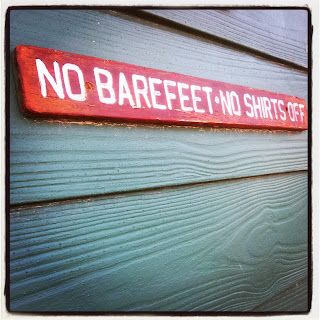 NO BAREFEET·NO SHIRTS OFF